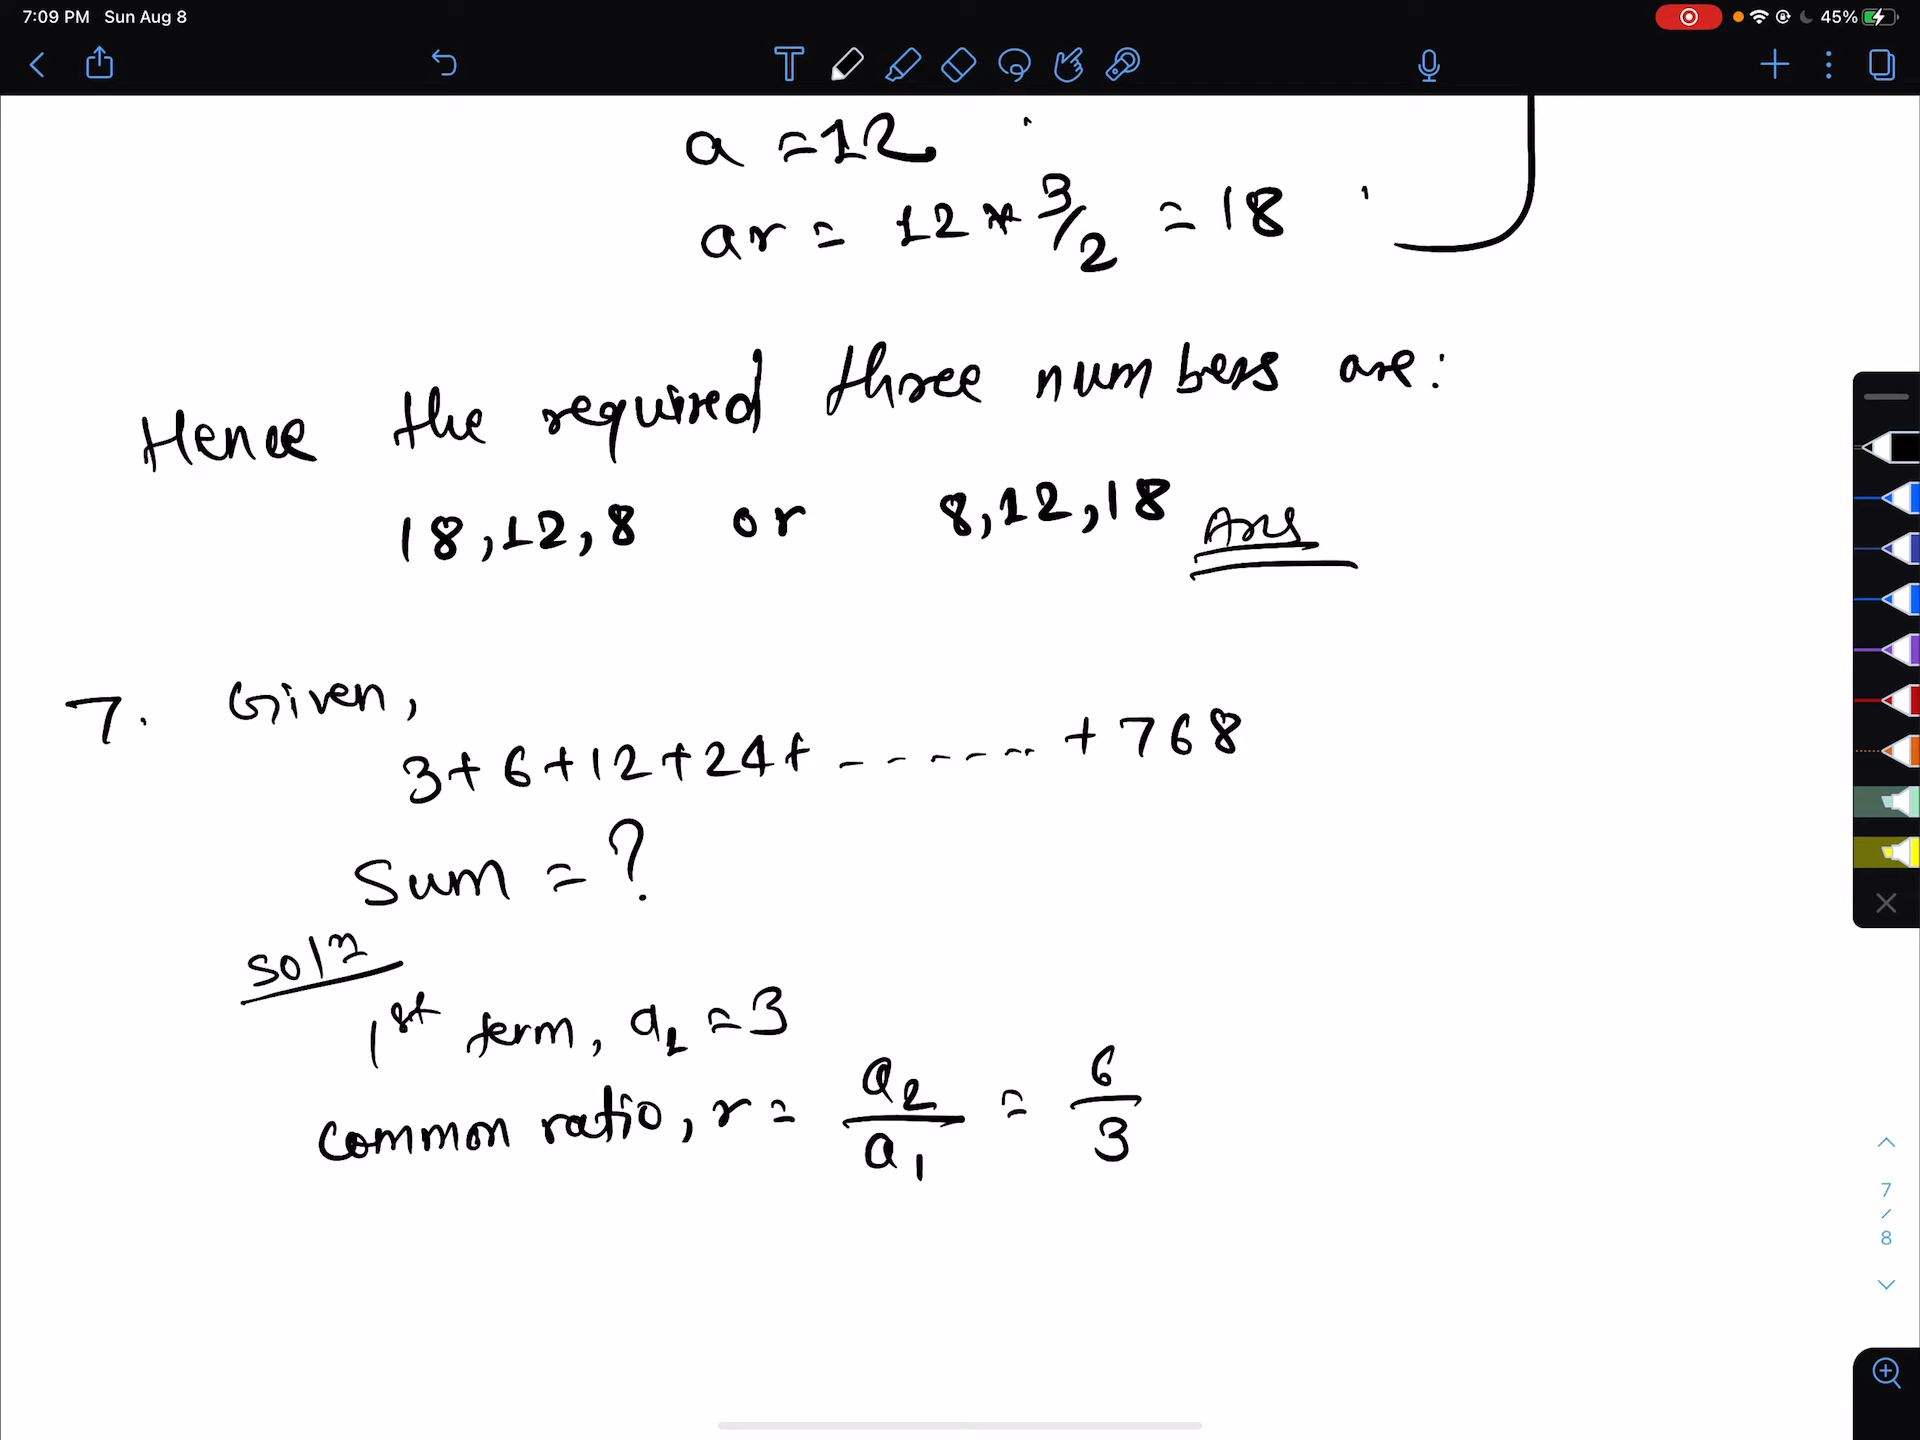 7:09 PM Sun Aug 8
45%
a = 12
ar = 12 * 3/2 = 18
Hence the required three numbers are:
18,12,8 or 8,12,18 Ans
7. Given,
3+6+12+24+ - - - - - - .. + 768
Sum = ?
Solⁿ
1st term, a₁ = 3
common ratio, r = a₂/a₁ = 6/3
7
/
8